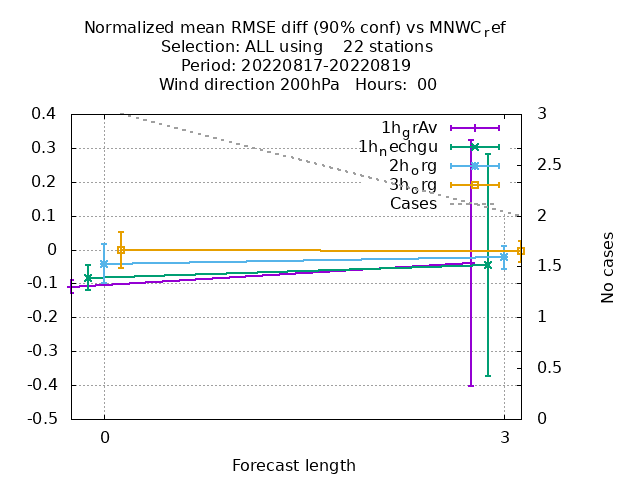 Normalized mean RMSE diff (90% conf) vs MNWC_ref
Selection: ALL using    22 stations
Period: 20220817-20220819
Wind direction 200hPa   Hours:  00
1h_grAv
1h_nechgu
2h_org
3h_org
Cases
0.4
0.3
0.2
0.1
0
-0.1
-0.2
-0.3
-0.4
-0.5
3
2.5
2
1.5
1
0.5
0
No cases
0 3
Forecast length